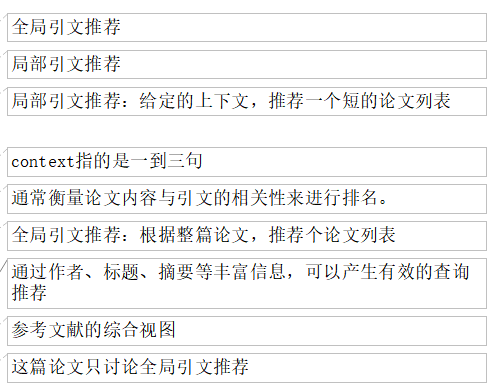 全局引文推荐
局部引文推荐
局部引文推荐：给定的上下文，推荐一个短的论文列表
context指的是一到三句
通常衡量论文内容与引文的相关性来进行排名。
全局引文推荐：根据整篇论文，推荐个论文列表
通过作者、标题、摘要等丰富信息，可以产生有效的查询
推荐
参考文献的综合视图
这篇论文只讨论全局引文推荐